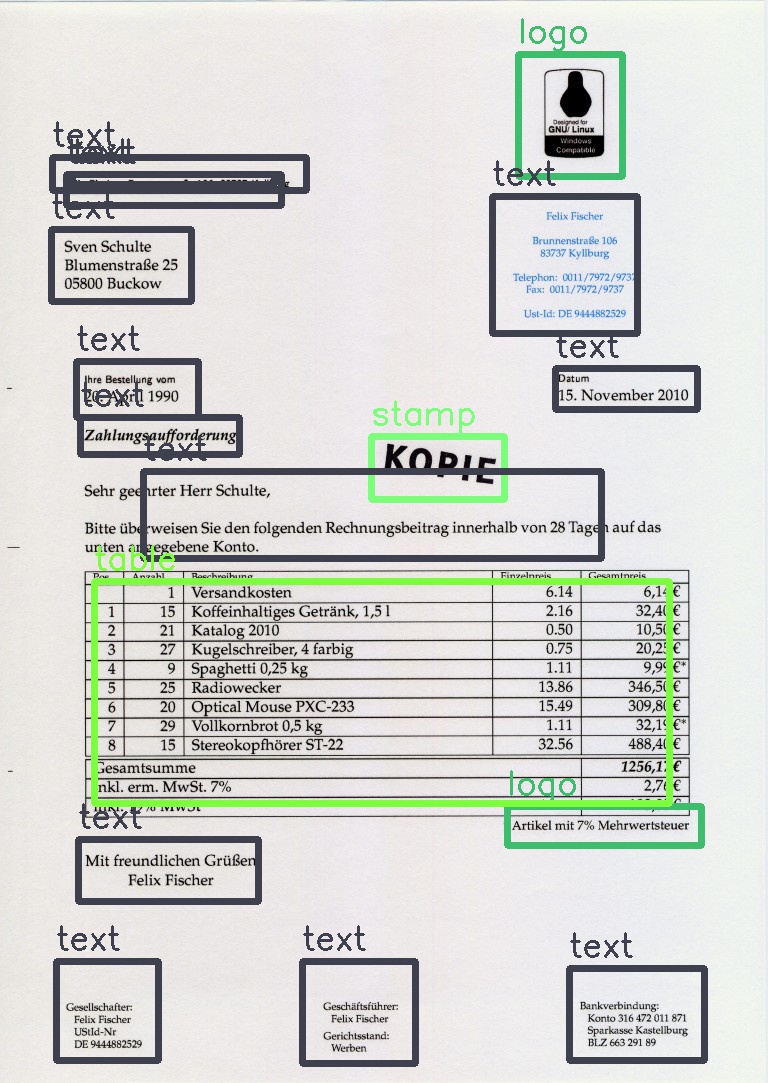 logo
Designed for
GNU/ Linux
Windows
Compatible
text
text
text
Felix Fischer
Brunnenstraße 106
83737 Kyllburg
Telephon: 0011/7972/9737
Fax: 0011/7972/9737
Ust-Id: DE 9444882529
text
Sven Schulte
Blumenstraße 25
05800 Buckow
text
Ihre Bestellung vom
20. April 1990
text
Datum
15. November 2010
text
Zahlungsaufforderung
stamp
KOPIE
text
Sehr geehrter Herr Schulte,
Bitte überweisen Sie den folgenden Rechnungsbeitrag innerhalb von 28 Tagen auf das
unten angegebene Konto.
table
Pos. Anzahl Beschreibung Einzelpreis Gesamtpreis
1 Versandkosten 6.14 6,14 €
1 15 Koffeinhaltiges Getränk, 1,5 l 2.16 32,40 €
2 21 Katalog 2010 0.50 10,50 €
3 27 Kugelschreiber, 4 farbig 0.75 20,25 €
4 9 Spaghetti 0,25 kg 1.11 9,99 €*
5 25 Radiowecker 13.86 346,50 €
6 20 Optical Mouse PXC-233 15.49 309,80 €
7 29 Vollkornbrot 0,5 kg 1.11 32,19 €*
8 15 Stereokopfhörer ST-22 32.56 488,40 €
Gesamtsumme 1256,17 €
inkl. erm. MwSt. 7% 2,76 €
inkl. MwSt
logo
Artikel mit 7% Mehrwertsteuer
text
Mit freundlichen Grüßen
Felix Fischer
text
Gesellschafter:
Felix Fischer
UStId-Nr
DE 9444882529
text
Geschäftsführer:
Felix Fischer
Gerichtsstand:
Werben
text
Bankverbindung:
Konto 316 472 011 871
Sparkasse Kastellburg
BLZ 663 291 89